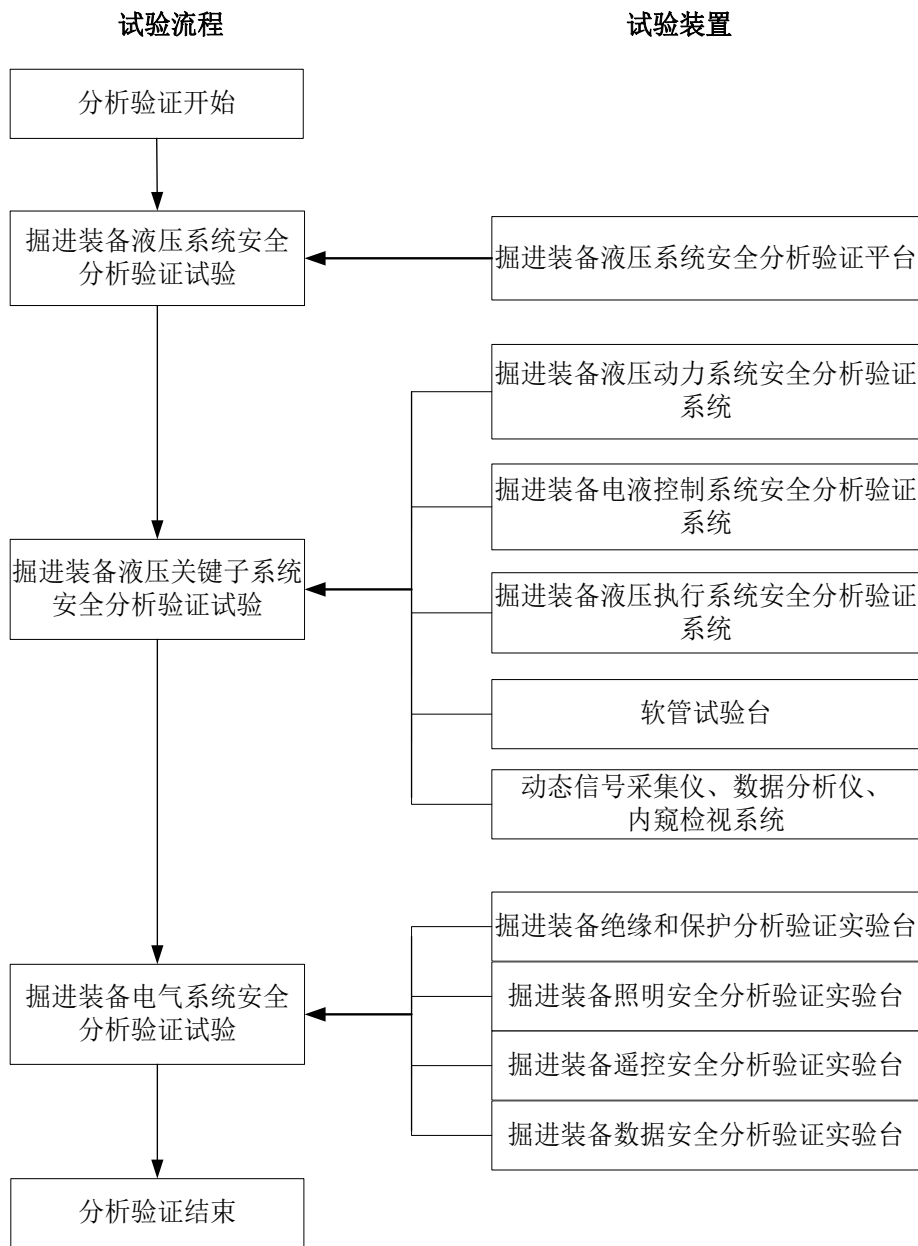 试验流程
试验装置
分析验证开始
掘进装备液压系统安全
分析验证试验
掘进装备液压系统安全分析验证平台
掘进装备液压动力系统安全分析验证
系统
掘进装备电液控制系统安全分析验证
系统
掘进装备液压关键子系统
安全分析验证试验
掘进装备液压执行系统安全分析验证
系统
软管试验台
动态信号采集仪、数据分析仪、
内窥检视系统
掘进装备绝缘和保护分析验证实验台
掘进装备电气系统安全
分析验证试验
掘进装备照明安全分析验证实验台
掘进装备遥控安全分析验证实验台
掘进装备数据安全分析验证实验台
分析验证结束